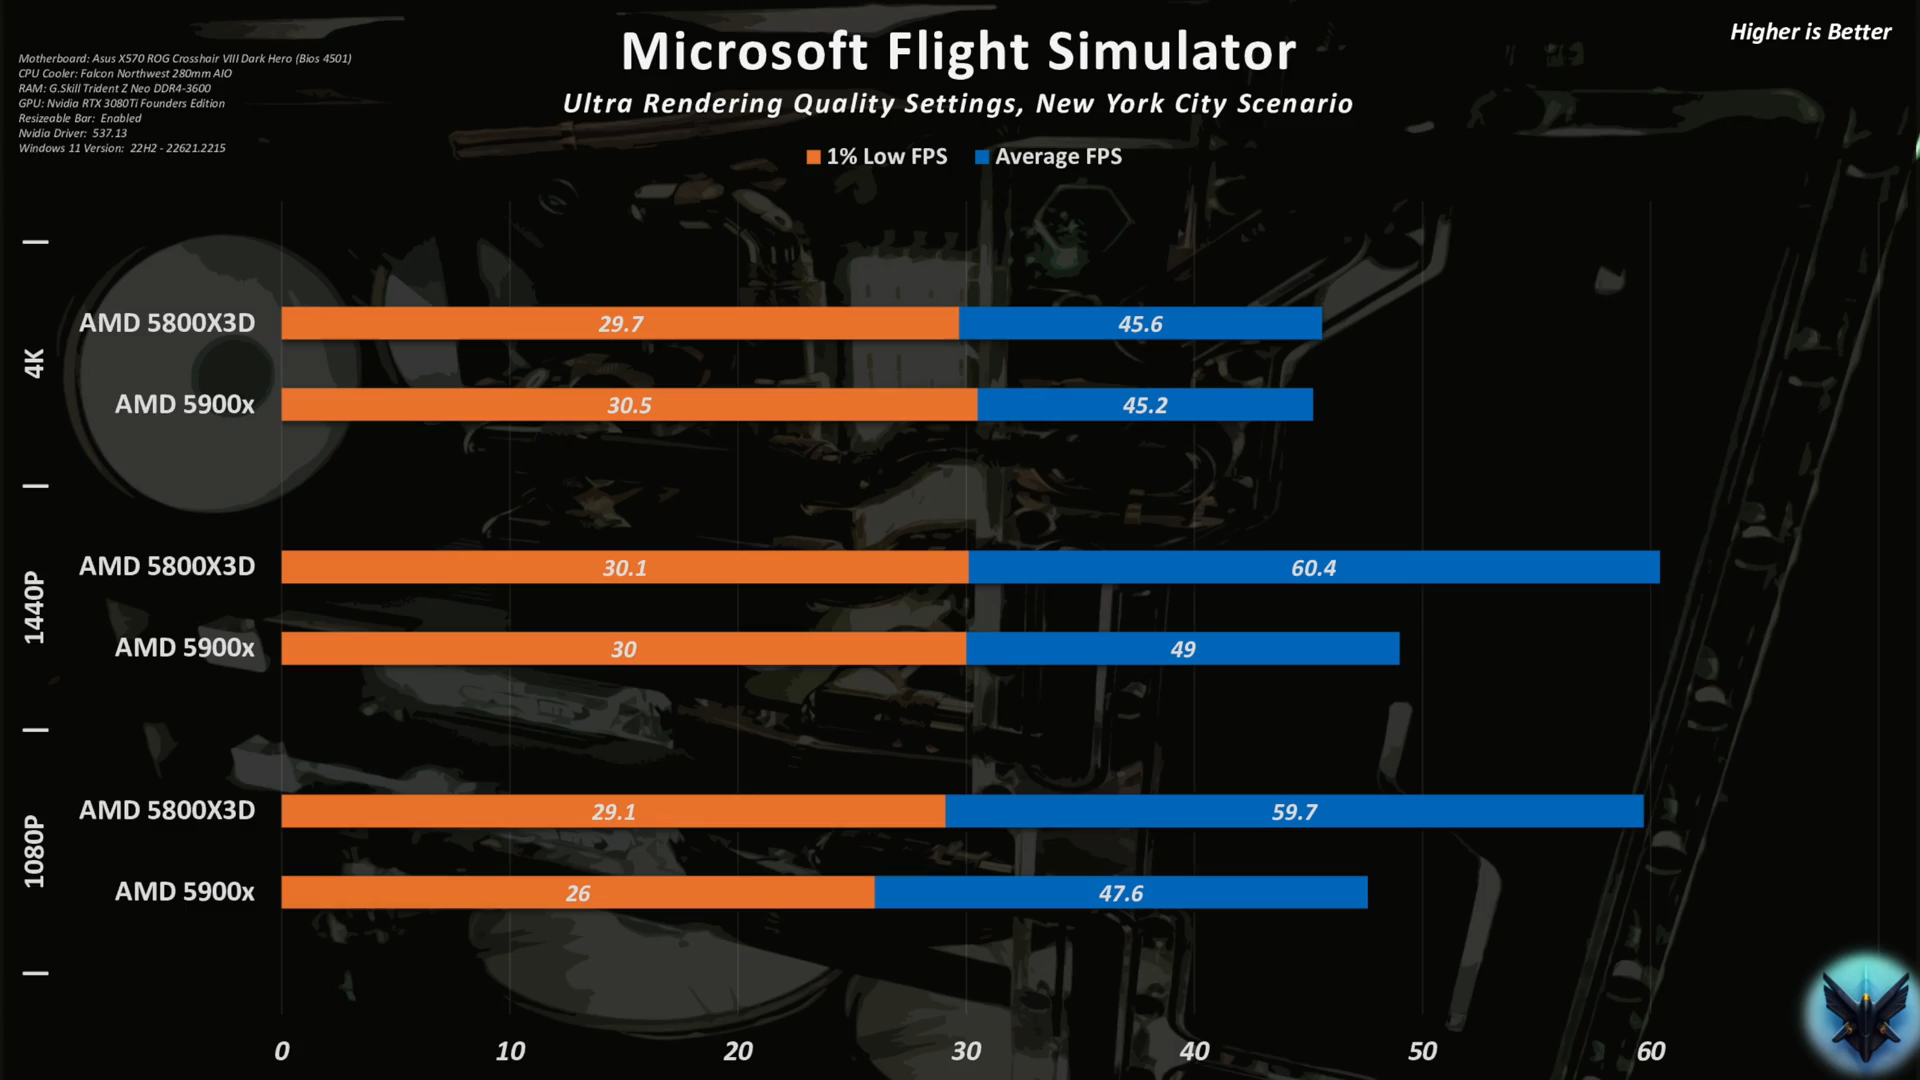 Microsoft Flight Simulator
Ultra Rendering Quality Settings, New York City Scenario
Higher is Better
Motherboard: Asus X570 ROG Crosshair VIII Dark Hero (Bios 4501)
CPU Cooler: Falcon Northwest 280mm AIO
RAM: G.Skill Trident Z Neo DDR4-3600
GPU: Nvidia RTX 3080Ti Founders Edition
Resizeable Bar: Enabled
Nvidia Driver: 537.13
Windows 11 Version: 22H2 - 22621.2215
1% Low FPS Average FPS
4K
AMD 5800X3D 29.7 45.6
AMD 5900x 30.5 45.2
1440P
AMD 5800X3D 30.1 60.4
AMD 5900x 30 49
1080P
AMD 5800X3D 29.1 59.7
AMD 5900x 26 47.6
0 10 20 30 40 50 60